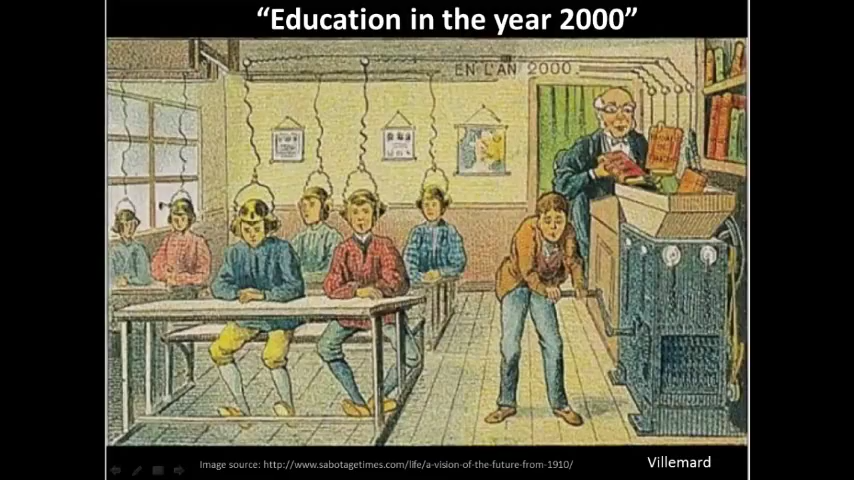 “Education in the year 2000”
EN L'AN 2000.
Image source: http://www.sabotagetimes.com/life/a-vision-of-the-future-from-1910/
Villemard